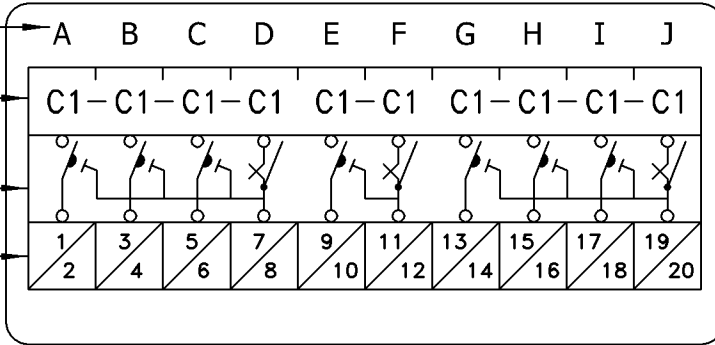 A B C D E F G H I J
C1-C1-C1-C1 C1-C1 C1-C1-C1-C1
1 3 5 7 9 11 13 15 17 19
2 4 6 8 10 12 14 16 18 20